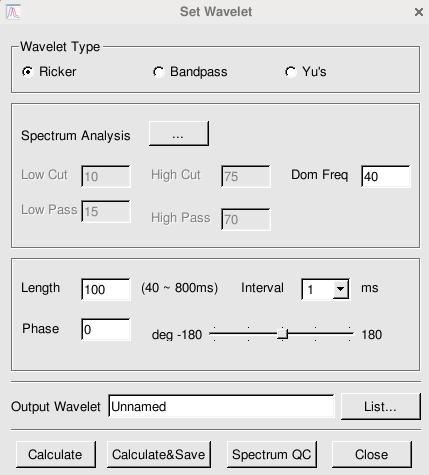 Set Wavelet
Wavelet Type
Ricker Bandpass Yu's
Spectrum Analysis ...
Low Cut 10 High Cut 75 Dom Freq 40
Low Pass 15 High Pass 70
Length 100 (40 ~ 800ms) Interval 1 ms
Phase 0 deg -180 180
Output Wavelet Unnamed List...
Calculate Calculate&Save Spectrum QC Close